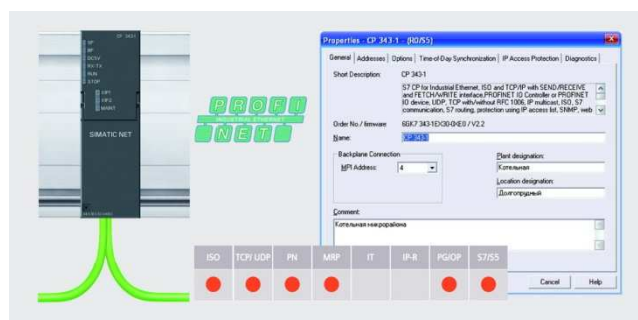 CP 343-1
SF
BF
DC5V
RX/TX
RUN
STOP
XP1
XP2
MAINT
SIMATIC NET
PROFI
INDUSTRIAL ETHERNET
NET
Properties - CP 343-1 - (R0/S5)
General
Addresses
Options
Time-of-Day Synchronization
IP Access Protection
Diagnostics
Short Description:
CP 343-1
S7 CP for Industrial Ethernet, ISO and TCP/IP with SEND/RECEIVE
and FETCH/WRITE interface,PROFINET IO Controller or PROFINET
IO device, UDP, TCP with/without RFC 1006, IP multicast, ISO, S7
communication, S7 routing, protection using IP access list, SNMP, web
Order No./ firmware
6GK7 343-1EX30-0XE0 / V2.2
Name:
CP 343-1
Backplane Connection
MPI Address:
4
Plant designation:
Котельная
Location designation:
Долгопрудный
Comment:
Котельная микрорайона
ISO
TCP/ UDP
PN
MRP
IT
IP-R
PG/OP
S7/S5
Cancel
Help